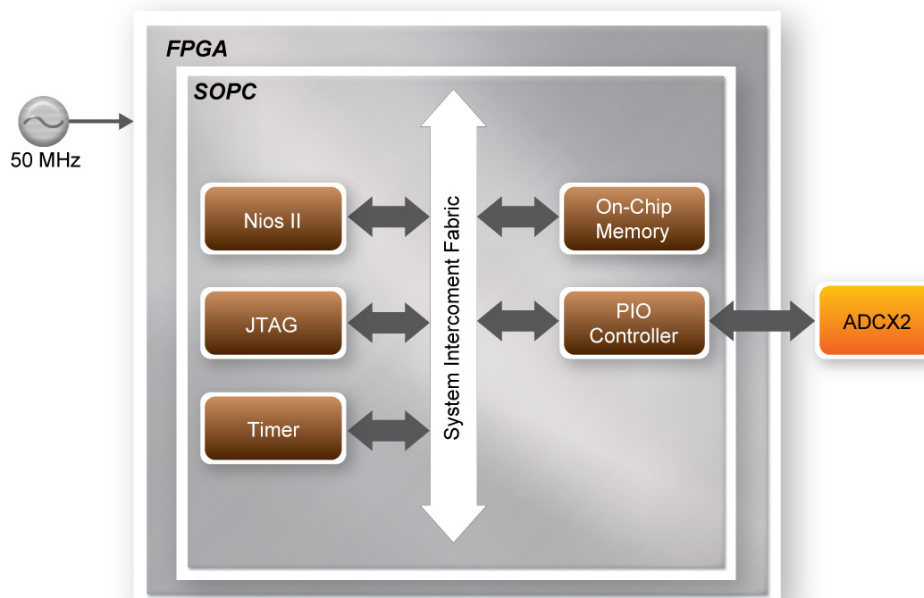 FPGA
SOPC
50 MHz
Nios II
On-Chip
Memory
System Intercoment Fabric
JTAG
PIO
Controller
ADCX2
Timer